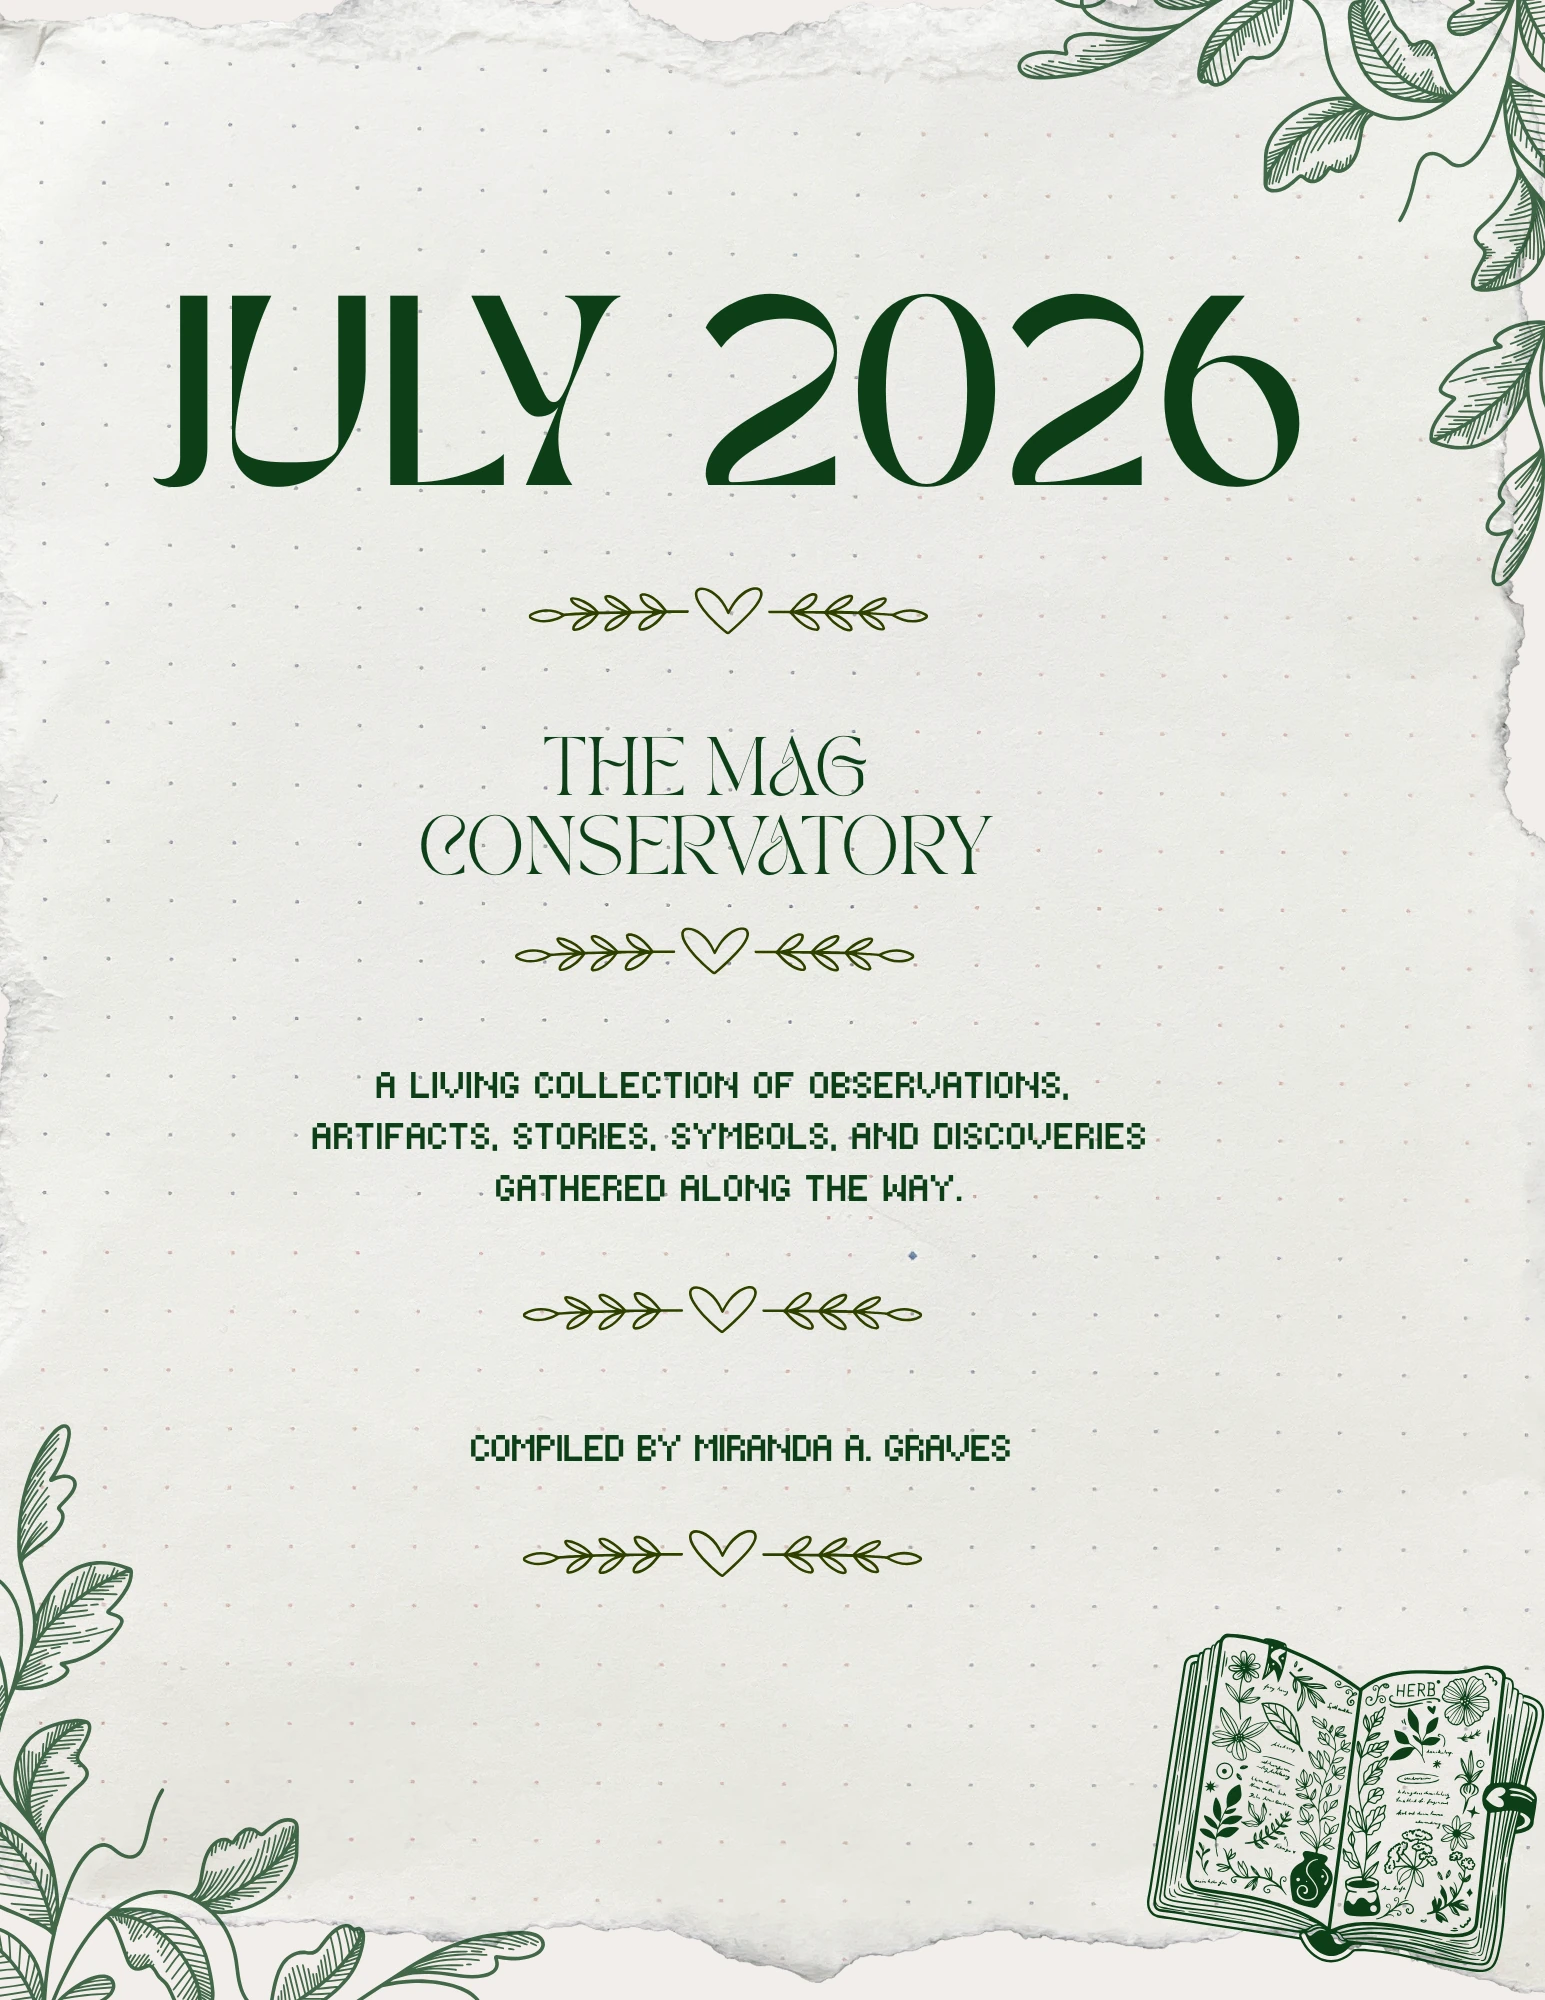 JULY 2026
THE MAG
CONSERVATORY
A LIVING COLLECTION OF OBSERVATIONS,
ARTIFACTS, STORIES, SYMBOLS, AND DISCOVERIES
GATHERED ALONG THE WAY.
COMPILED BY MIRANDA A. GRAVES
HERB